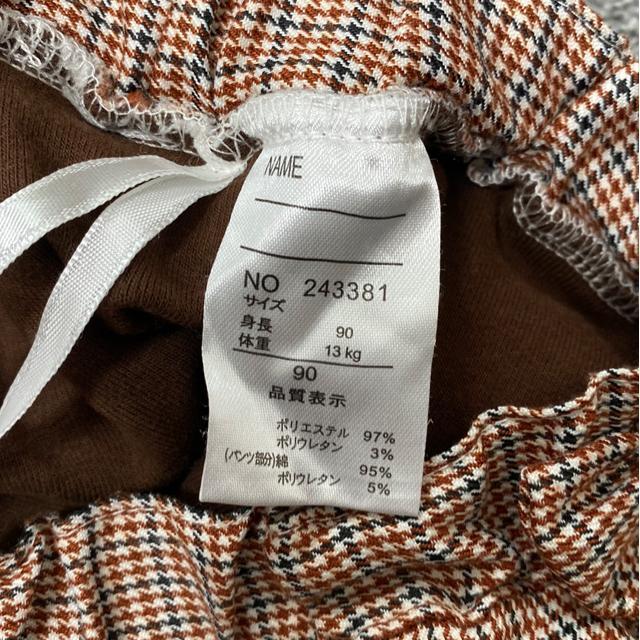 NAME
NO 243381
サイズ
身長 90
体重 13 kg
90
品質表示
ポリエステル 97%
ポリウレタン 3%
(パンツ部分)綿 95%
ポリウレタン 5%